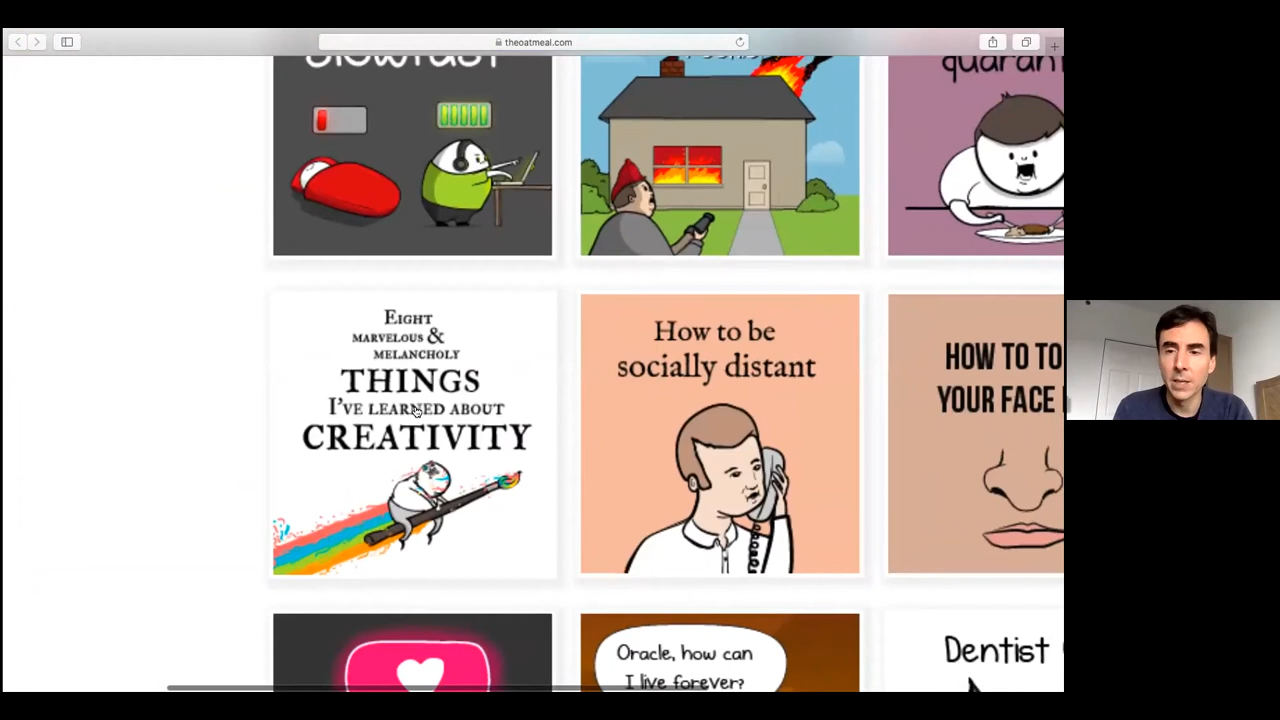 theoatmeal.com
EIGHT
MARVELOUS &
MELANCHOLY
THINGS
I'VE LEARNED ABOUT
CREATIVITY
How to be
socially distant
HOW TO TO
YOUR FACE
Oracle, how can
I live forever?
Dentist